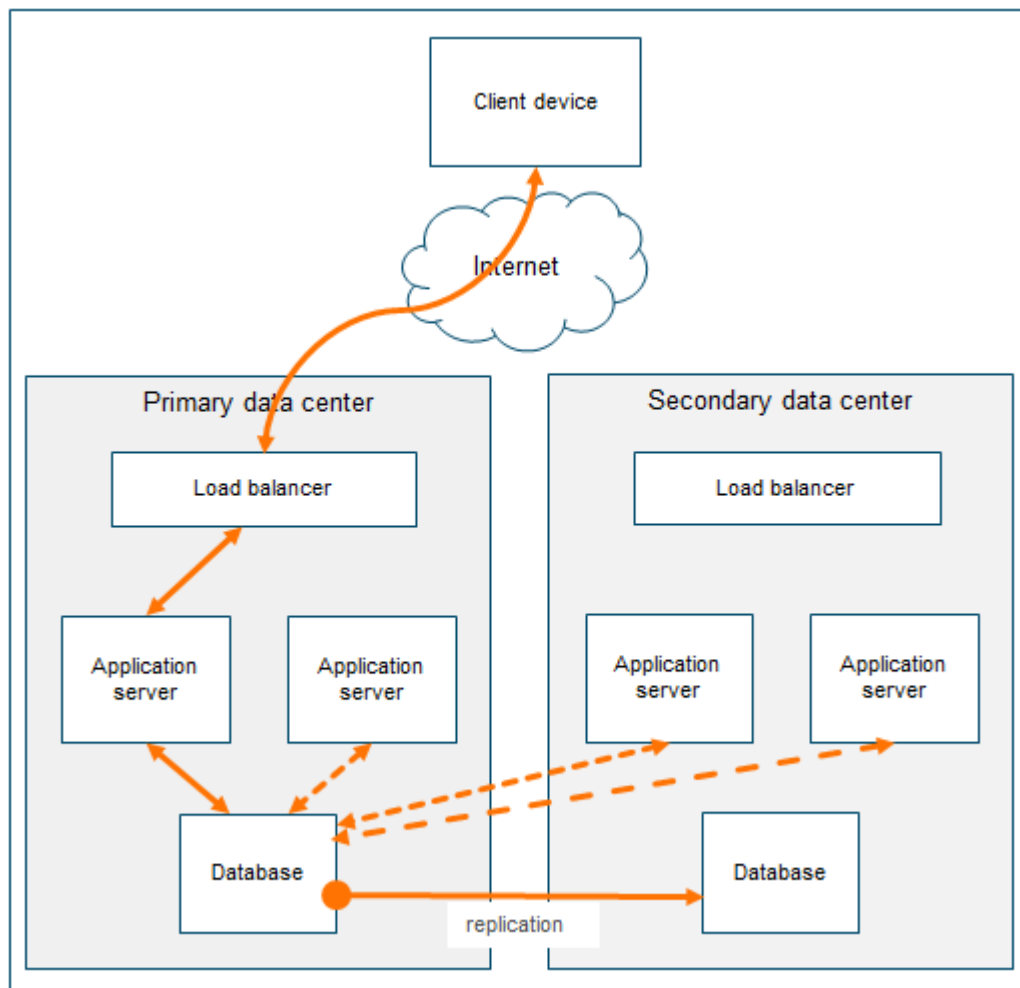 Client device
Internet
Primary data center
Secondary data center
Load balancer
Load balancer
Application
server
Application
server
Application
server
Application
server
Database
Database
replication